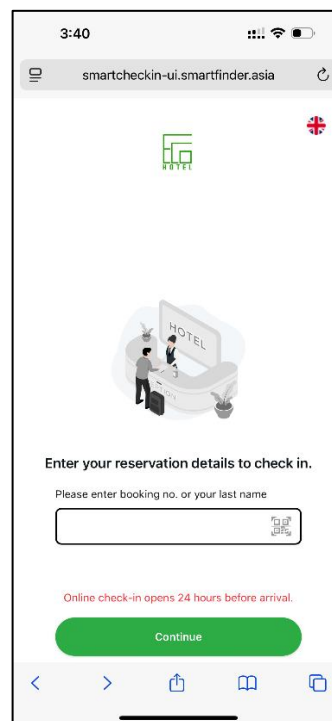 3:40
smartcheckin-ui.smartfinder.asia
HOTEL
HOTEL
Enter your reservation details to check in.
Please enter booking no. or your last name
Online check-in opens 24 hours before arrival.
Continue